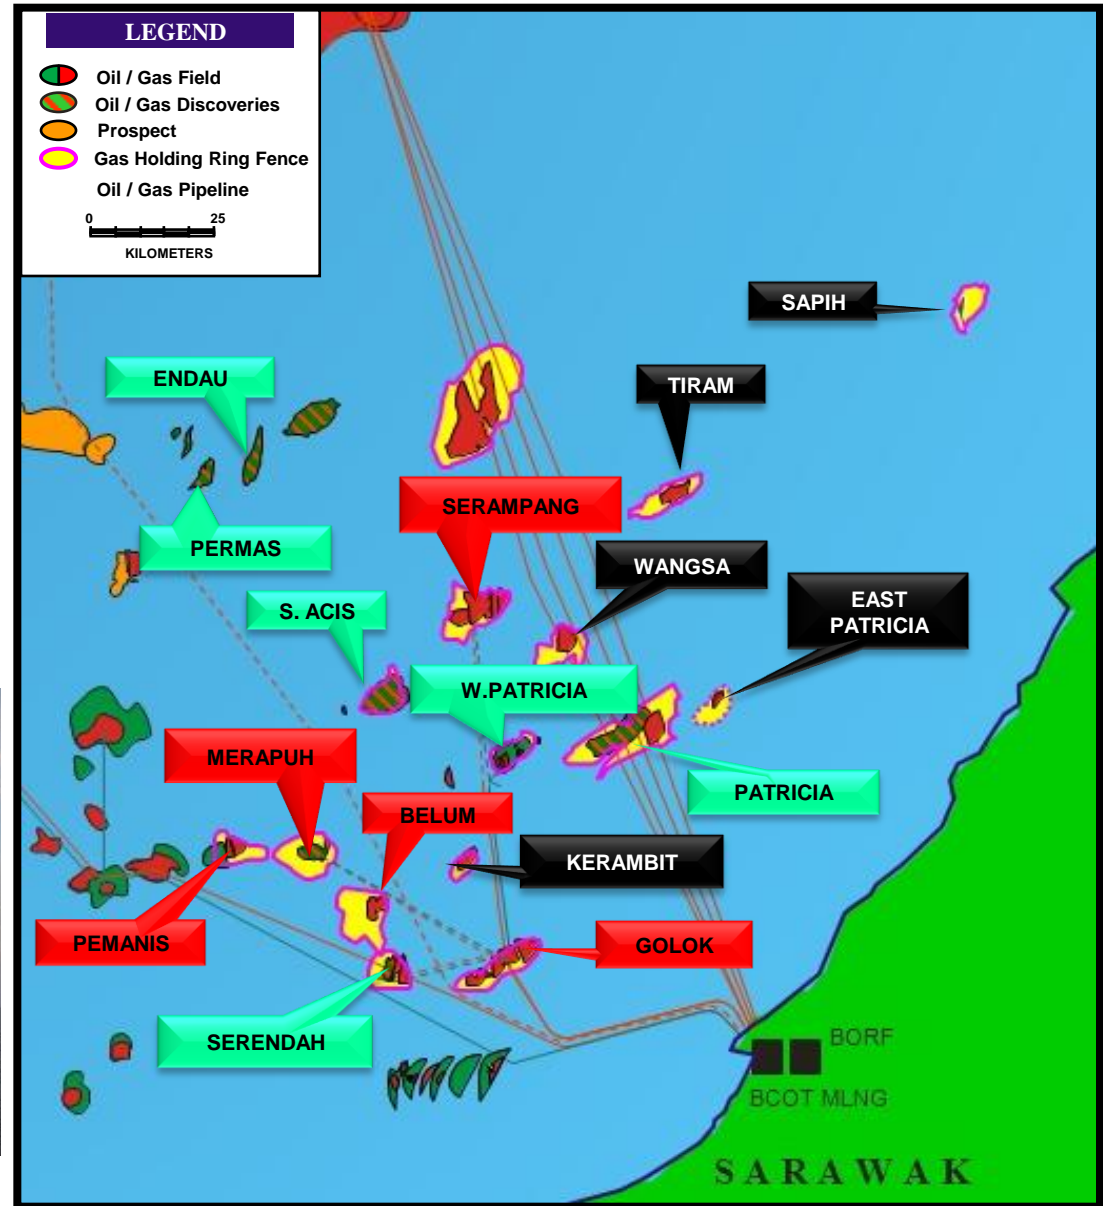 LEGEND
Oil / Gas Field
Oil / Gas Discoveries
Prospect
Gas Holding Ring Fence
Oil / Gas Pipeline
0 25
KILOMETERS
SAPIH
ENDAU
TIRAM
SERAMPANG
PERMAS
WANGSA
EAST
PATRICIA
S. ACIS
W.PATRICIA
MERAPUH
PATRICIA
BELUM
KERAMBIT
PEMANIS
GOLOK
SERENDAH
BORF
BCOT MLNG
SARAWAK